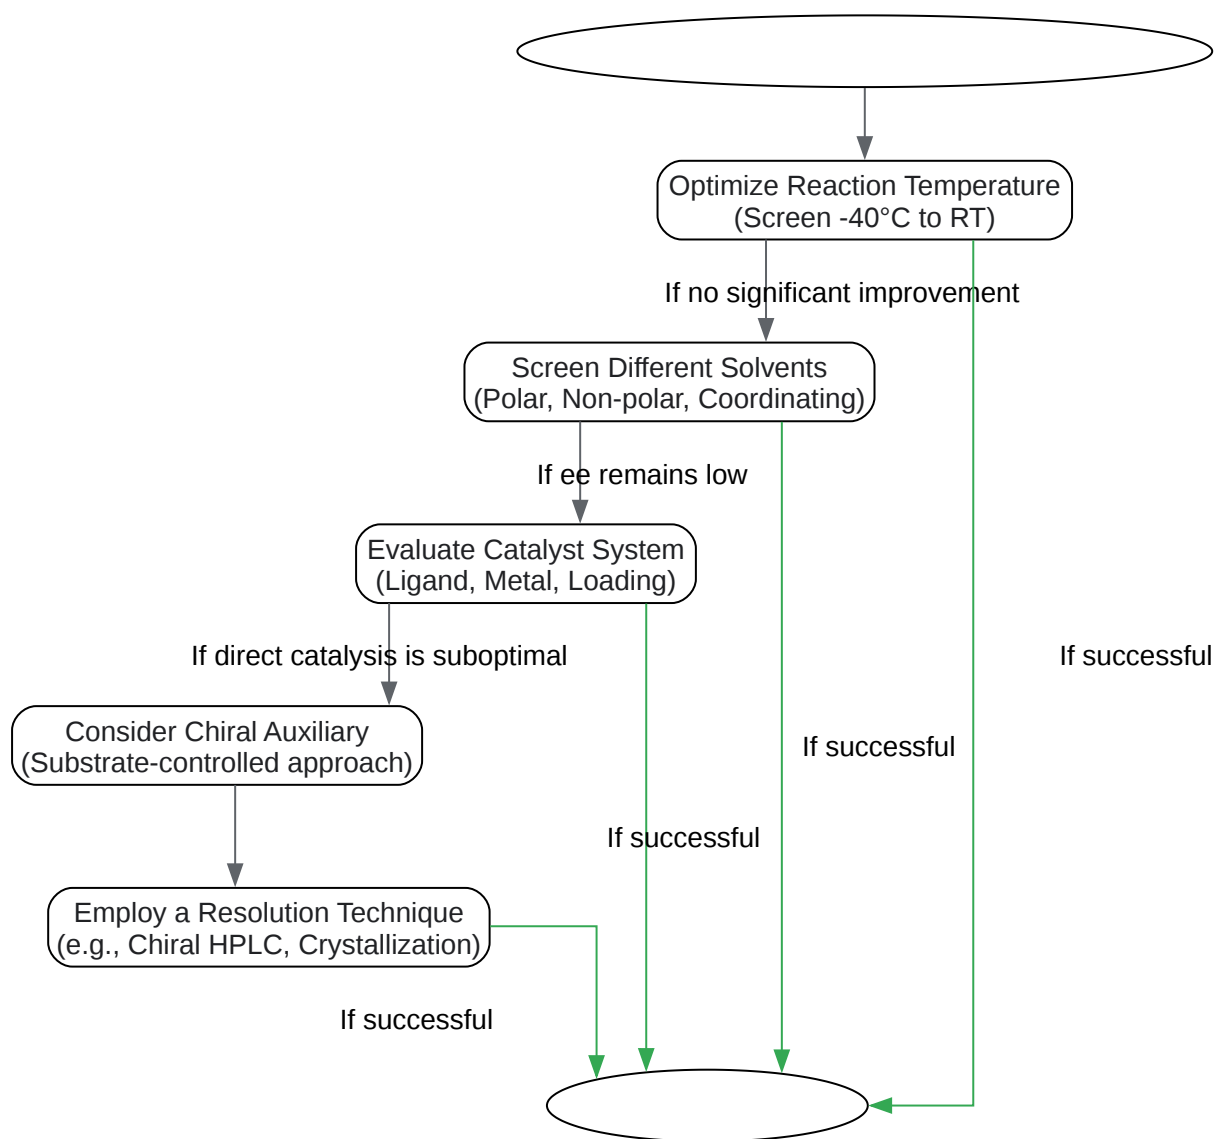 Optimize Reaction Temperature
(Screen -40°C to RT)
If no significant improvement
Screen Different Solvents
(Polar, Non-polar, Coordinating)
If ee remains low
Evaluate Catalyst System
(Ligand, Metal, Loading)
If direct catalysis is suboptimal
If successful
Consider Chiral Auxiliary
(Substrate-controlled approach)
If successful
If successful
Employ a Resolution Technique
(e.g., Chiral HPLC, Crystallization)
If successful